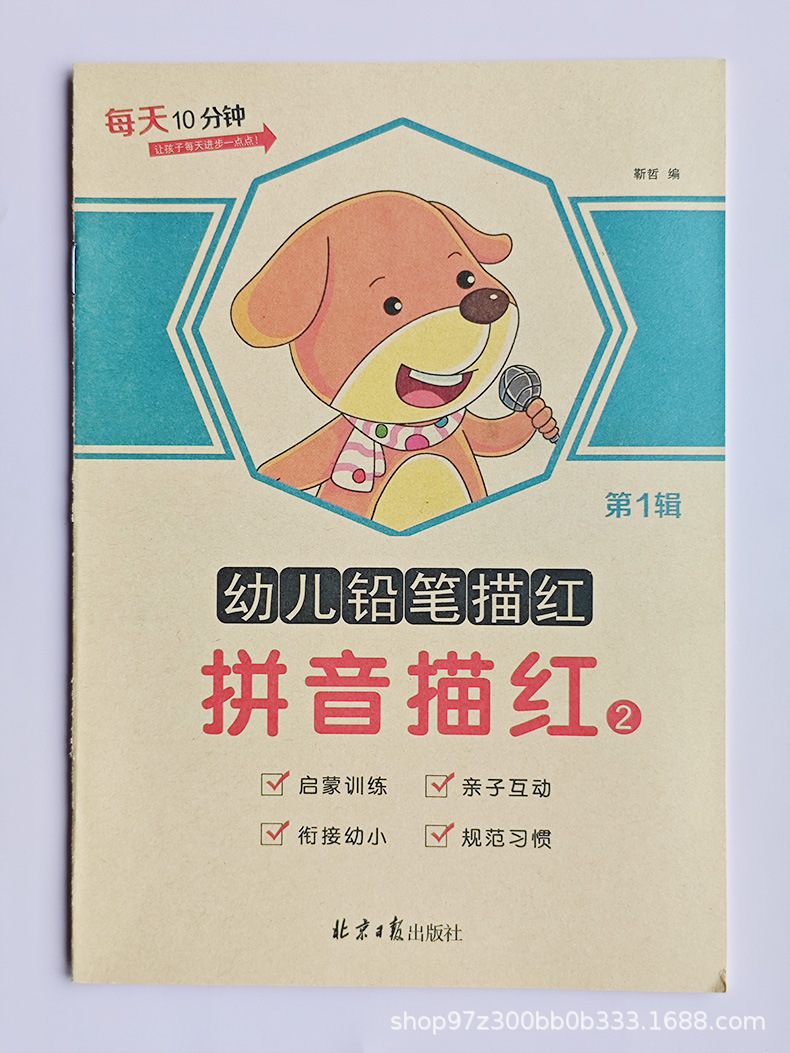 每天10分钟
让孩子每天进步一点点！
靳哲 编
第1辑
幼儿铅笔描红
拼音描红2
启蒙训练 亲子互动
衔接幼小 规范习惯
北京日报出版社
shop97z300bb0b333.1688.com